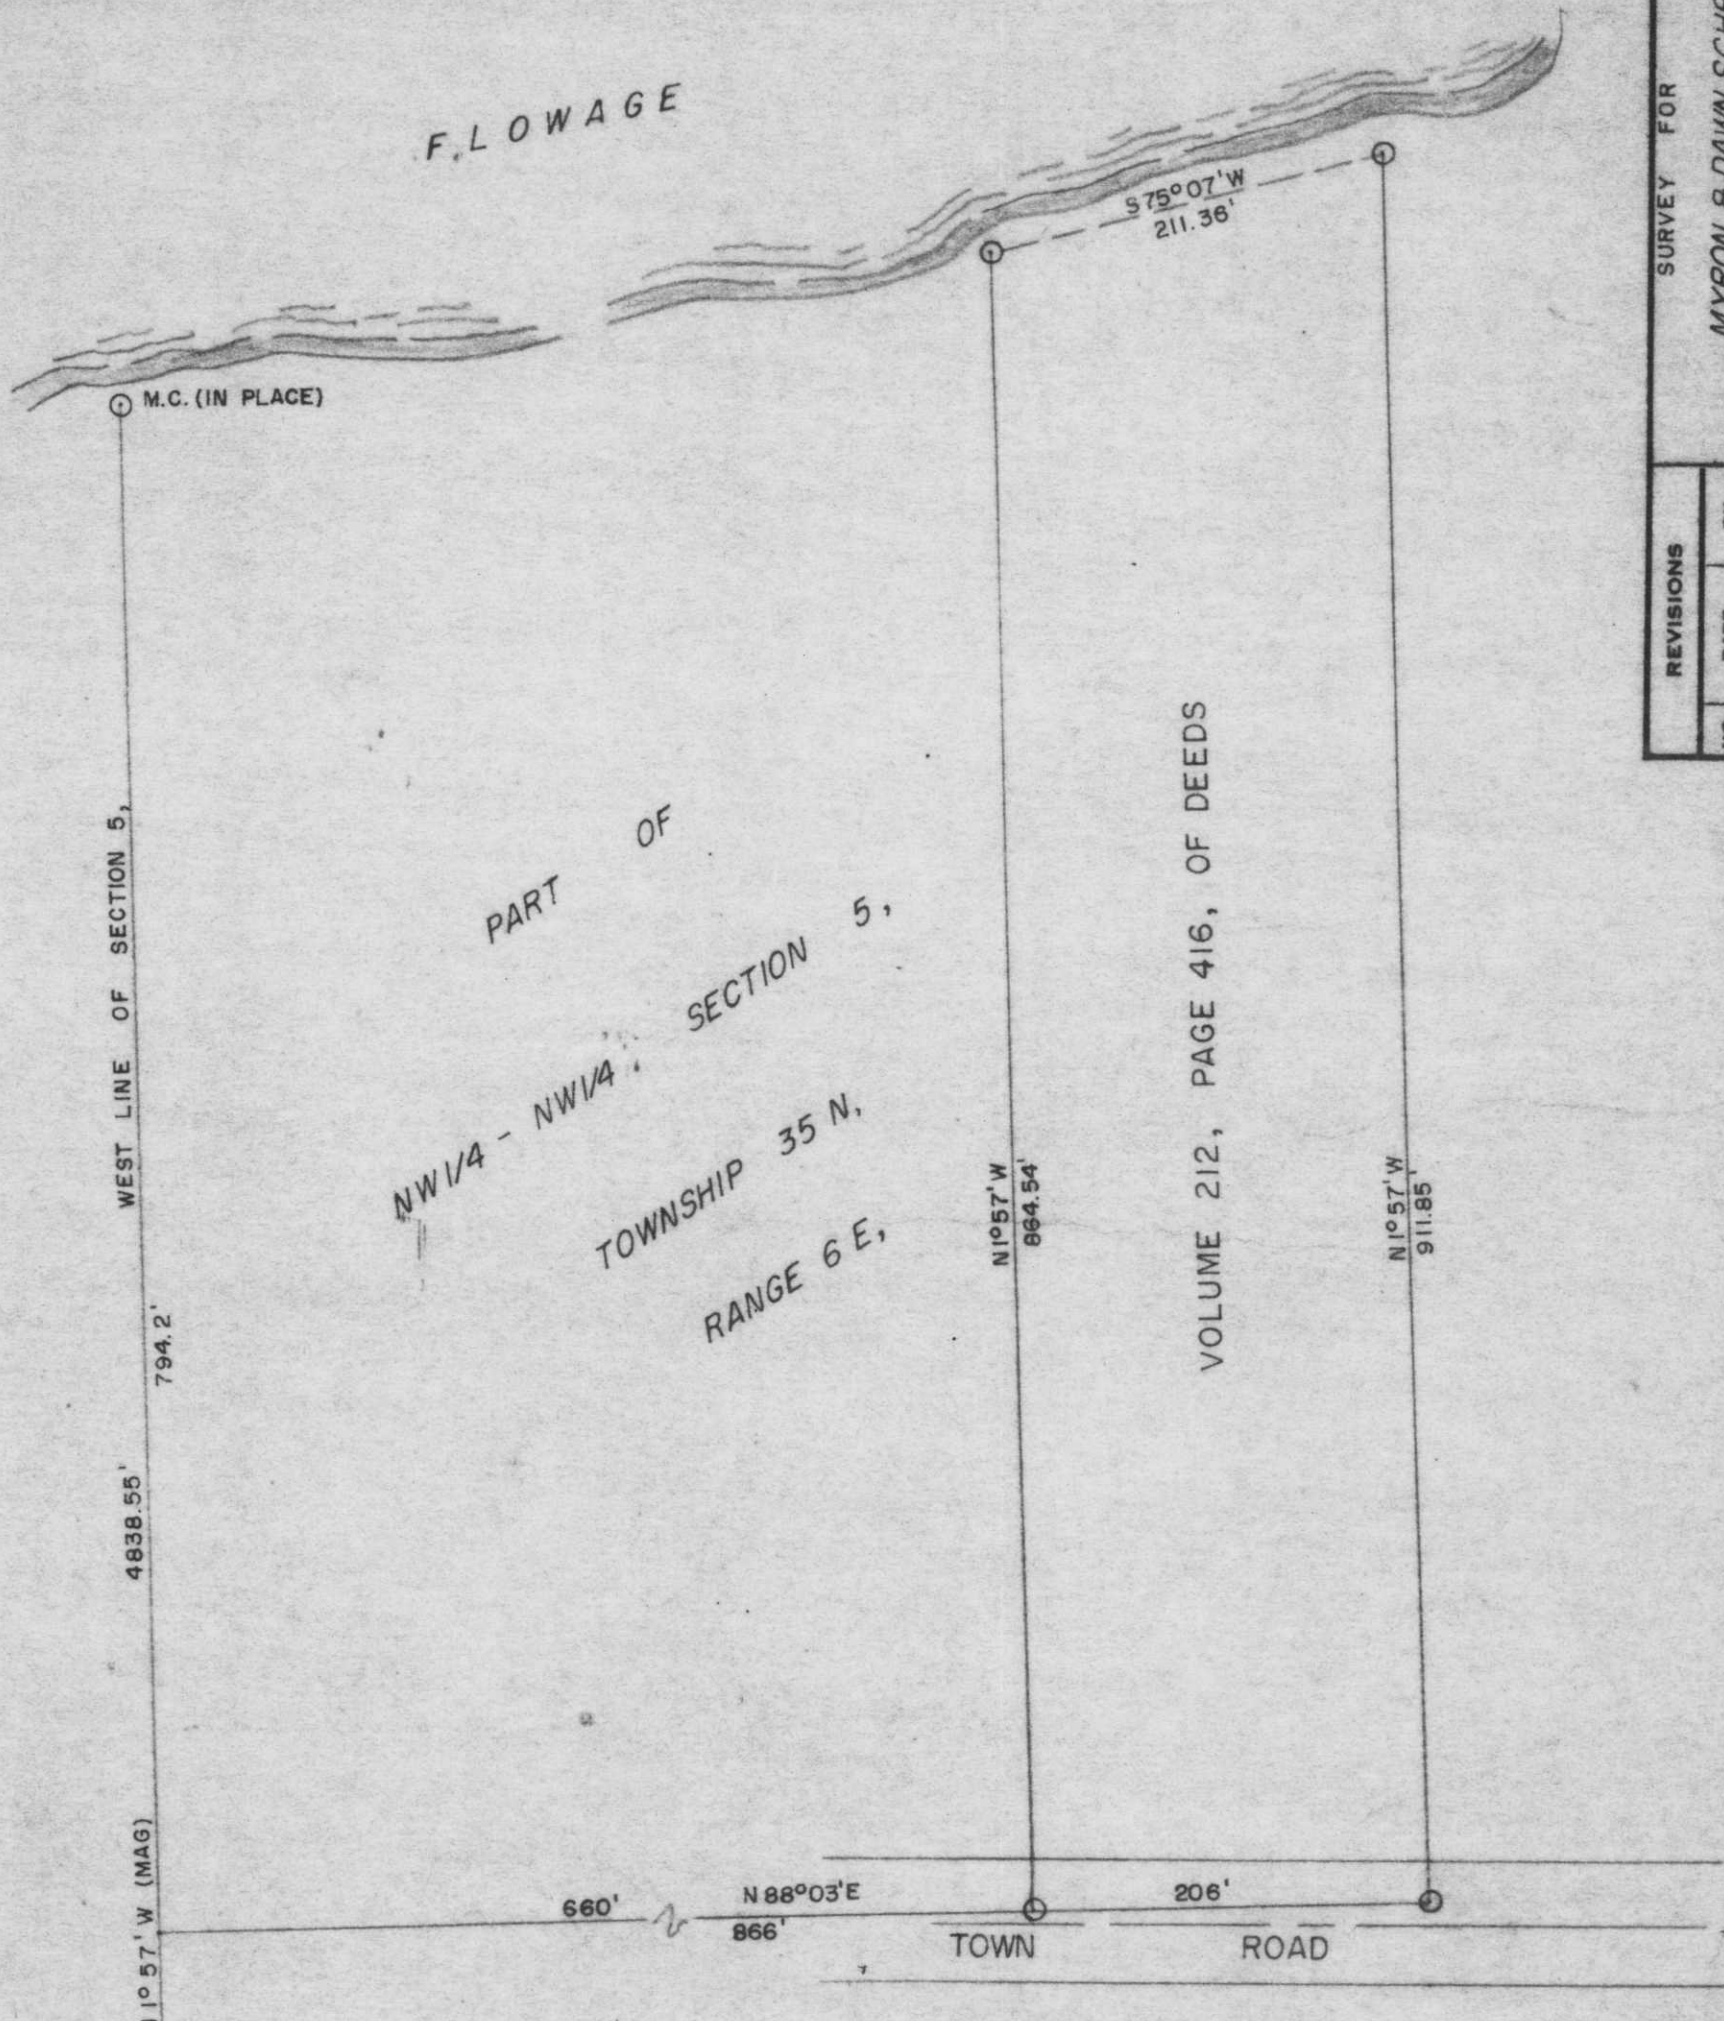 FLOWAGE
S75°07'W
211.36'
M.C. (IN PLACE)
SURVEY FOR
REVISIONS
WEST LINE OF SECTION 5,
794.2'
4838.55'
1° 57' W (MAG)
PART OF
NW1/4 - NW1/4, SECTION 5,
TOWNSHIP 35 N,
RANGE 6 E,
N1°57'W
864.54'
VOLUME 212, PAGE 416, OF DEEDS
N1°57'W
911.85'
660'
N88°03'E
866'
206'
TOWN ROAD